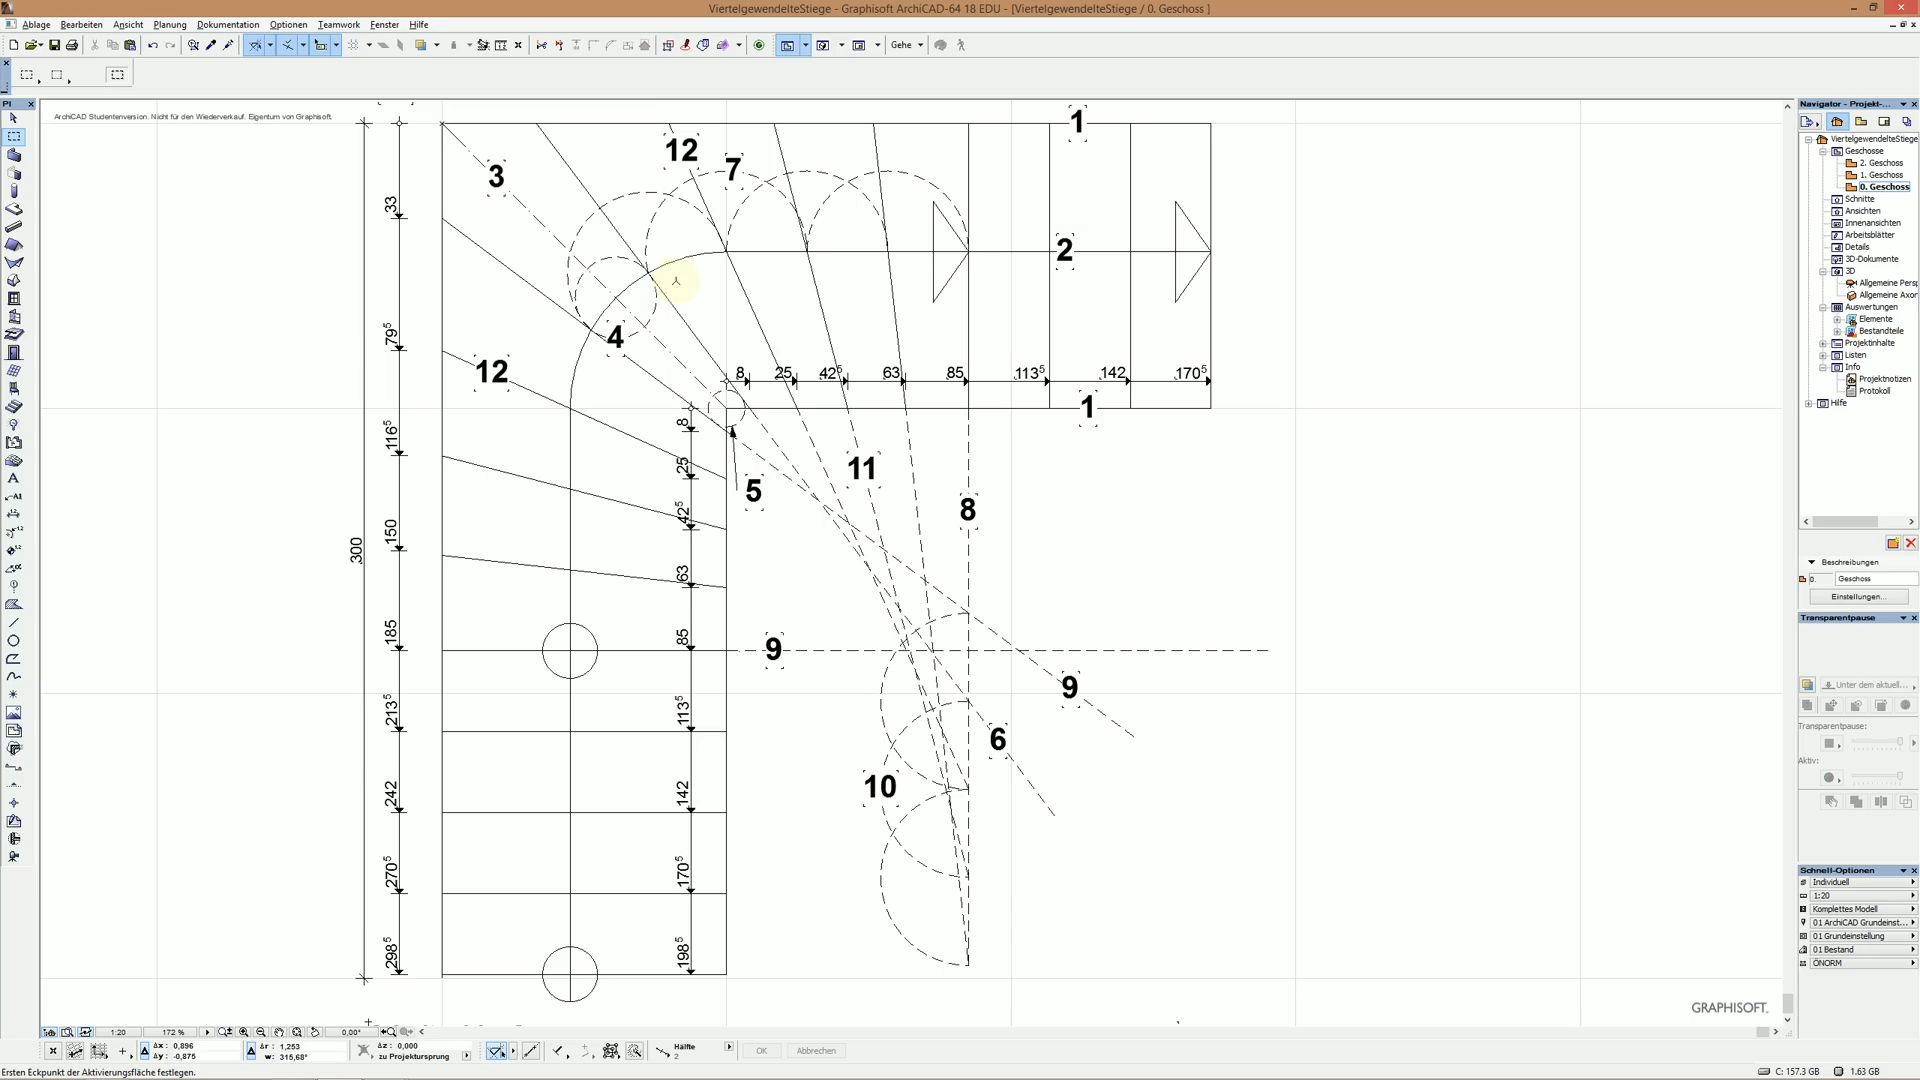 ViertelgewendelteStiege - Graphisoft ArchiCAD-64 18 EDU - [ViertelgewendelteStiege / 0. Geschoss ]
Ablage Bearbeiten Ansicht Planung Dokumentation Optionen Teamwork Fenster Hilfe
Gehe
PI
ArchiCAD Studentenversion. Nicht für den Wiederverkauf. Eigentum von Graphisoft.
1
12
7
3
33
2
4
79⁵
12
8 25 42⁵ 63 85 113⁵ 142 170⁵
1
8
116⁵
25
11
5
42⁵
8
150
300
63
185
85
9
9
213⁵
113⁵
6
10
242
142
270⁵
170⁵
298⁵
198⁵
GRAPHISOFT.
1:20 172 % 0,00°
Δx : 0,896
Δy : -0,875
Δr : 1,253
w: 315,68°
Δz : 0,000
zu Projektursprung
Hälfte
2
OK Abbrechen
Ersten Eckpunkt der Aktivierungsfläche festlegen.
C: 157.3 GB 1.63 GB
Navigator - Projekt-...
ViertelgewendelteStiege
Geschosse
2. Geschoss
1. Geschoss
0. Geschoss
Schnitte
Ansichten
Innenansichten
Arbeitsblätter
Details
3D-Dokumente
3D
Allgemeine Persp
Allgemeine Axor
Auswertungen
Elemente
Bestandteile
Projektinhalte
Listen
Info
Projektnotizen
Protokoll
Hilfe
Beschreibungen
0. Geschoss
Einstellungen...
Transparentpause
Unter dem aktuell...
Transparentpause:
Aktiv:
Schnell-Optionen
Individuell
1:20
Komplettes Modell
01 ArchiCAD Grundeinst...
01 Grundeinstellung
01 Bestand
ÖNORM